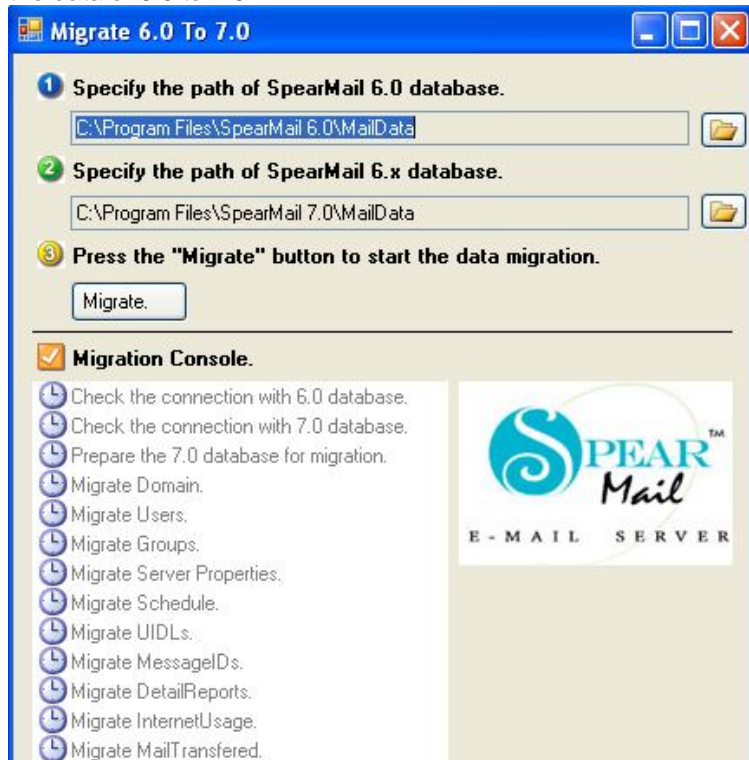 Migrate 6.0 To 7.0
1 Specify the path of SpearMail 6.0 database.
C:\Program Files\SpearMail 6.0\MailData
2 Specify the path of SpearMail 6.x database.
C:\Program Files\SpearMail 7.0\MailData
3 Press the "Migrate" button to start the data migration.
Migrate.
Migration Console.
Check the connection with 6.0 database.
Check the connection with 7.0 database.
Prepare the 7.0 database for migration.
Migrate Domain.
Migrate Users.
Migrate Groups.
Migrate Server Properties.
Migrate Schedule.
Migrate UIDLs.
Migrate MessageIDs.
Migrate DetailReports.
Migrate InternetUsage.
Migrate MailTransfered.
SPEAR TM
Mail
E-MAIL SERVER